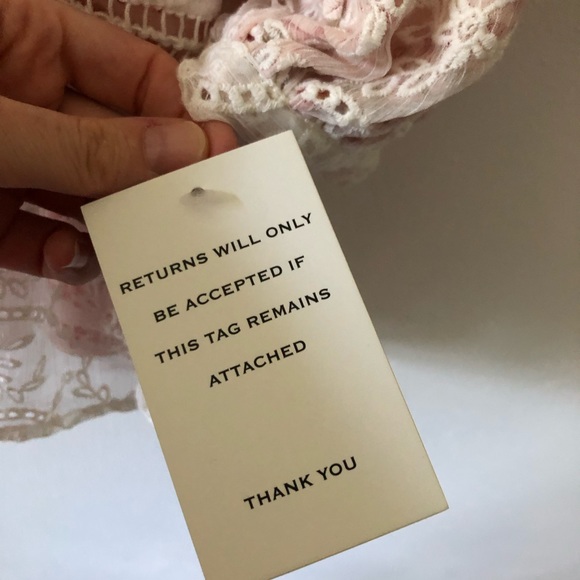 RETURNS WILL ONLY
BE ACCEPTED IF
THIS TAG REMAINS
ATTACHED
THANK YOU